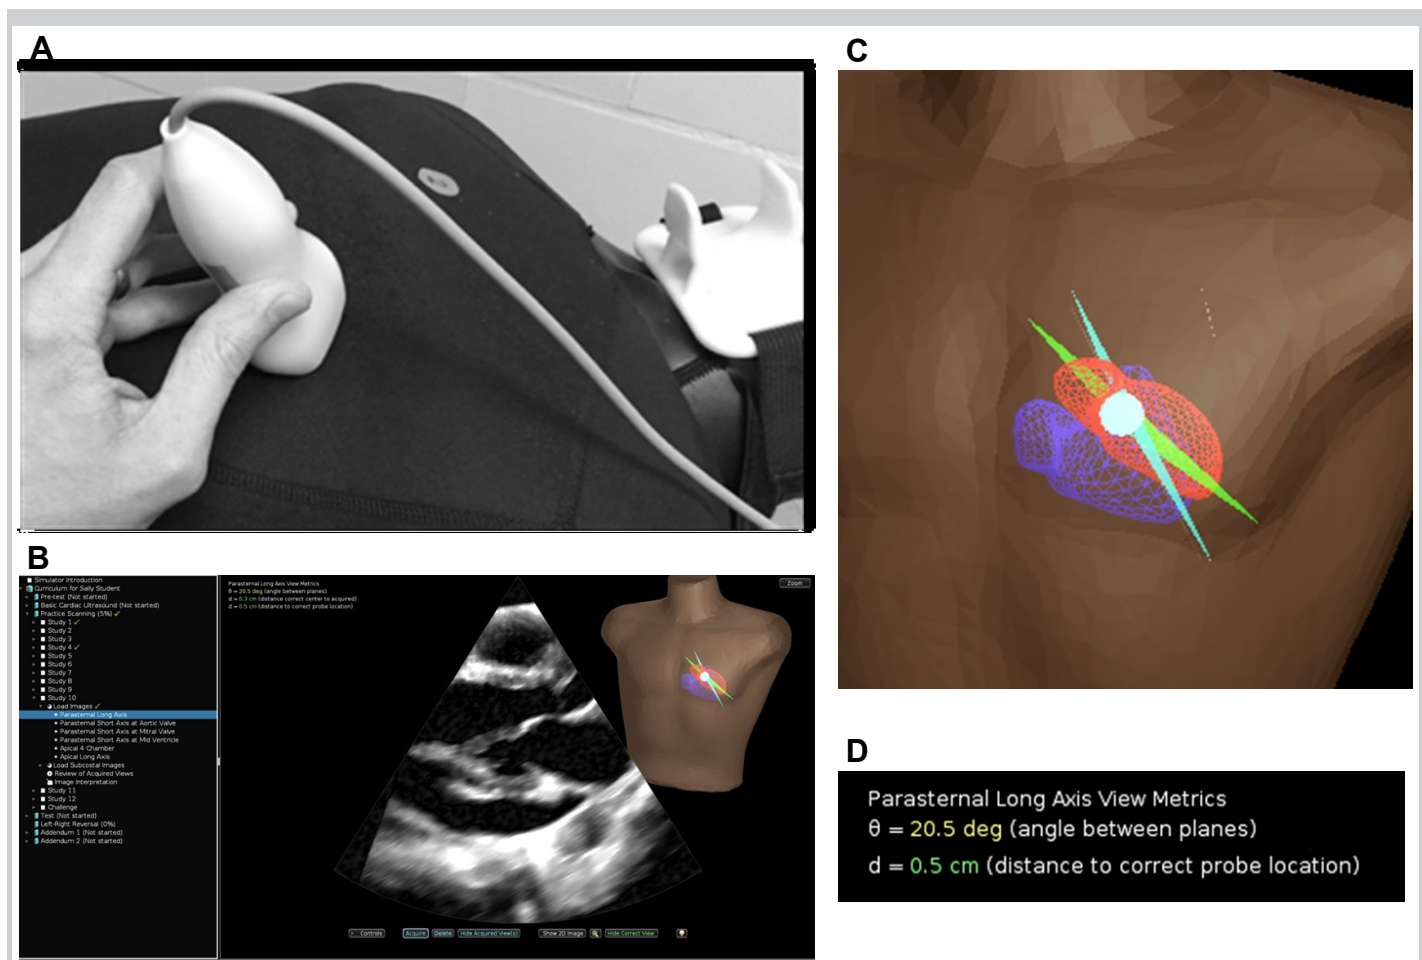 A
B
Simulator Introduction
Curriculum for Sally Student
Pre-test (Not started)
Basic Cardiac Ultrasound (Not started)
Practice Scanning (5%)
Study 1
Study 2
Study 3
Study 4
Study 5
Study 6
Study 7
Study 8
Study 9
Study 10
Load Images
Parasternal Long Axis
Parasternal Short Axis at Aortic Valve
Parasternal Short Axis at Mitral Valve
Parasternal Short Axis at Mid Ventricle
Apical 4 Chamber
Apical Long Axis
Load Subcostal Images
Review of Acquired Views
Image Interpretation
Study 11
Study 12
Challenge
Test (Not started)
Left-Right Reversal (0%)
Addendum 1 (Not started)
Addendum 2 (Not started)
Parasternal Long Axis View Metrics
θ = 20.5 deg (angle between planes)
d = 0.3 cm (distance correct center to acquired)
d = 0.5 cm (distance to correct probe location)
Zoom
Controls
Acquire
Delete
Hide Acquired View(s)
Show 2D Image
Hide Correct View
C
D
Parasternal Long Axis View Metrics
θ = 20.5 deg (angle between planes)
d = 0.5 cm (distance to correct probe location)